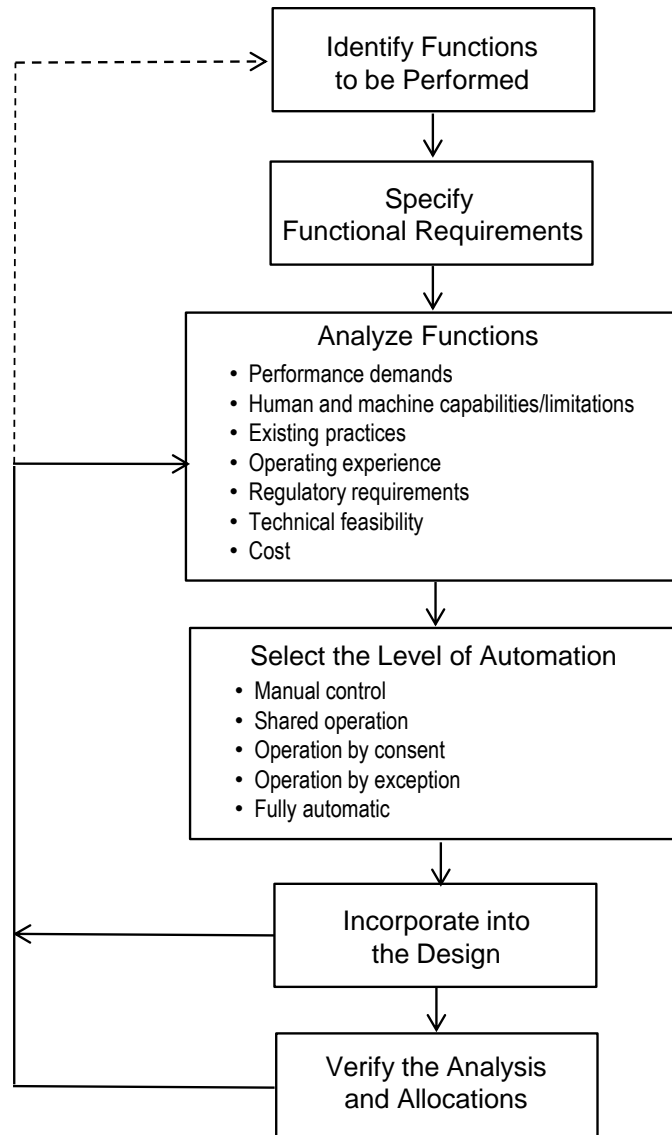 Identify Functions
to be Performed
Specify
Functional Requirements
Analyze Functions
• Performance demands
• Human and machine capabilities/limitations
• Existing practices
• Operating experience
• Regulatory requirements
• Technical feasibility
• Cost
Select the Level of Automation
• Manual control
• Shared operation
• Operation by consent
• Operation by exception
• Fully automatic
Incorporate into
the Design
Verify the Analysis
and Allocations